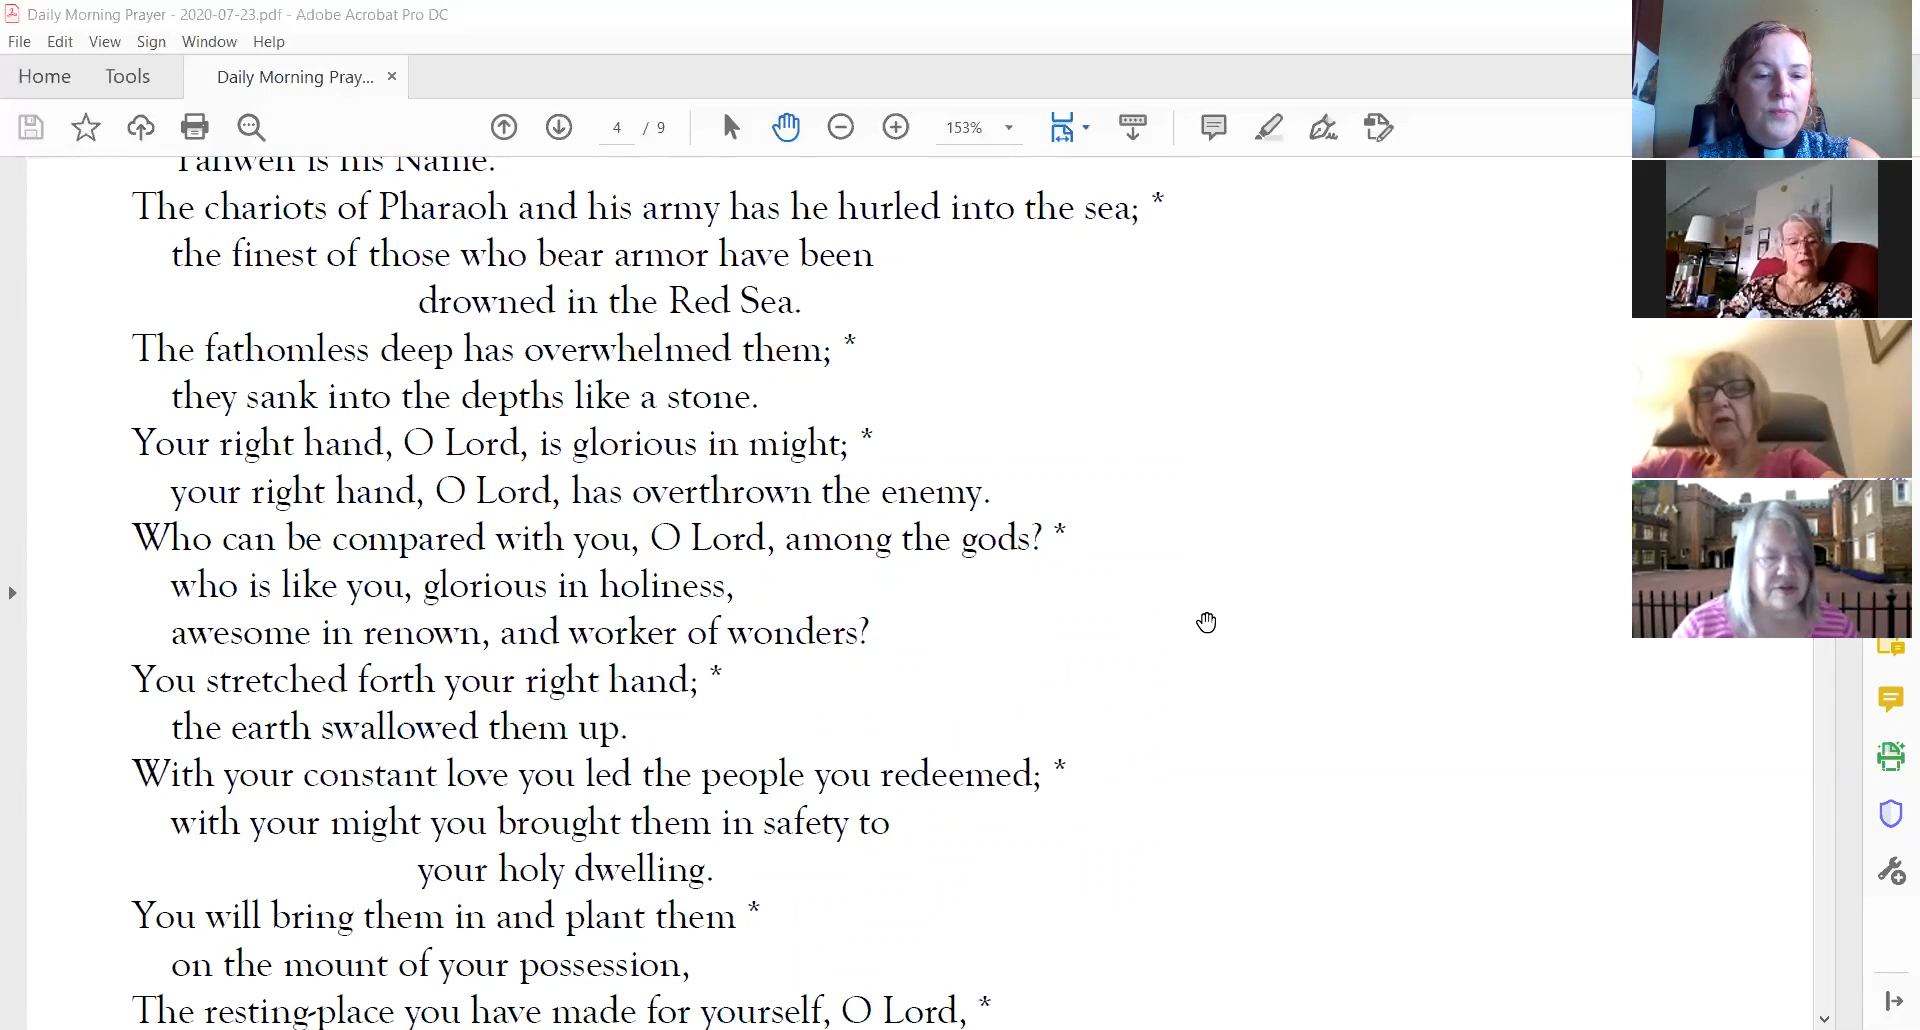 Daily Morning Prayer - 2020-07-23.pdf - Adobe Acrobat Pro DC
File Edit View Sign Window Help
Home Tools Daily Morning Pray... ×
4 / 9 153%
Yahweh is his Name.
The chariots of Pharaoh and his army has he hurled into the sea; *
the finest of those who bear armor have been
drowned in the Red Sea.
The fathomless deep has overwhelmed them; *
they sank into the depths like a stone.
Your right hand, O Lord, is glorious in might; *
your right hand, O Lord, has overthrown the enemy.
Who can be compared with you, O Lord, among the gods? *
who is like you, glorious in holiness,
awesome in renown, and worker of wonders?
You stretched forth your right hand; *
the earth swallowed them up.
With your constant love you led the people you redeemed; *
with your might you brought them in safety to
your holy dwelling.
You will bring them in and plant them *
on the mount of your possession,
The resting-place you have made for yourself, O Lord, *